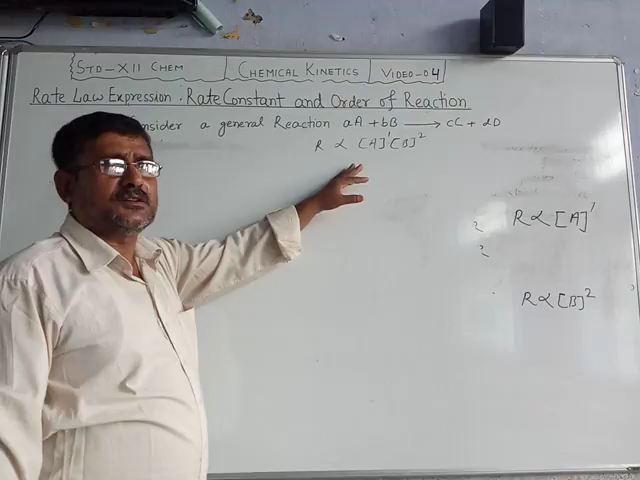 STD-XII CHEM CHEMICAL KINETICS VIDEO-04
Rate Law Expression. Rate Constant and Order of Reaction
Consider a general Reaction aA + bB → cC + dD
R ∝ [A]¹[B]²
R ∝ [A]¹
R ∝ [B]²